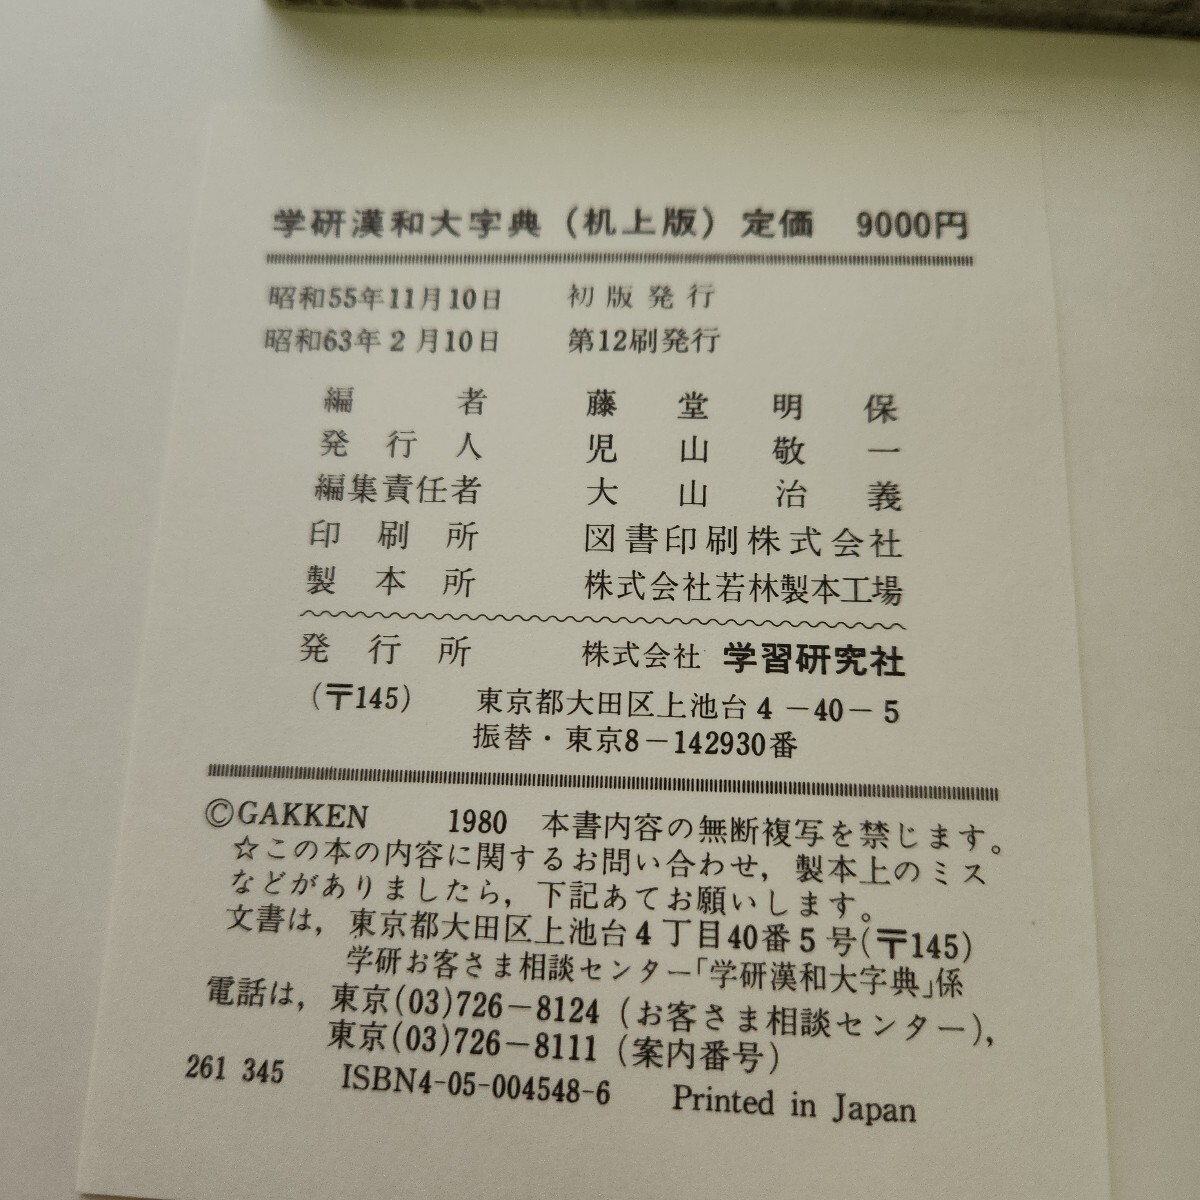 学研漢和大字典（机上版）定価 9000円
昭和55年11月10日 初版発行
昭和63年2月10日 第12刷発行
編者 藤堂明保
発行人 児山敬一
編集責任者 大山治義
印刷所 図書印刷株式会社
製本所 株式会社若林製本工場
発行所 株式会社 学習研究社
(〒145) 東京都大田区上池台4-40-5
振替・東京8-142930番
©GAKKEN 1980 本書内容の無断複写を禁じます。
☆この本の内容に関するお問い合わせ，製本上のミス
などがありましたら，下記あてお願いします。
文書は，東京都大田区上池台4丁目40番5号(〒145)
学研お客さま相談センター「学研漢和大字典」係
電話は，東京(03)726-8124（お客さま相談センター)，
東京(03)726-8111（案内番号）
261 345 ISBN4-05-004548-6 Printed in Japan